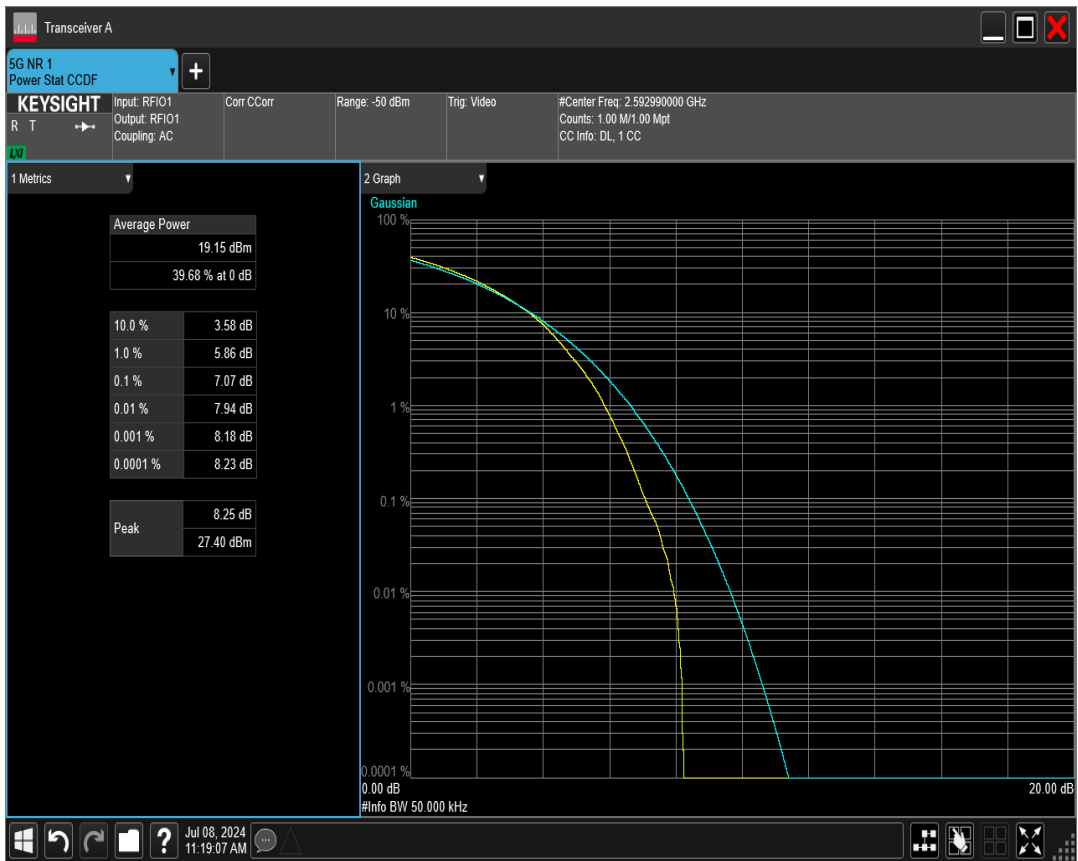 Transceiver A
5G NR 1
Power Stat CCDF
KEYSIGHT
R T
LXI
Input: RFIO1
Output: RFIO1
Coupling: AC
Corr CCorr
Range: -50 dBm
Trig: Video
#Center Freq: 2.592990000 GHz
Counts: 1.00 M/1.00 Mpt
CC Info: DL, 1 CC
1 Metrics
Average Power
19.15 dBm
39.68 % at 0 dB
10.0 % 3.58 dB
1.0 % 5.86 dB
0.1 % 7.07 dB
0.01 % 7.94 dB
0.001 % 8.18 dB
0.0001 % 8.23 dB
Peak
8.25 dB
27.40 dBm
2 Graph
Gaussian
100 %
10 %
1 %
0.1 %
0.01 %
0.001 %
0.0001 %
0.00 dB
20.00 dB
#Info BW 50.000 kHz
?
Jul 08, 2024
11:19:07 AM